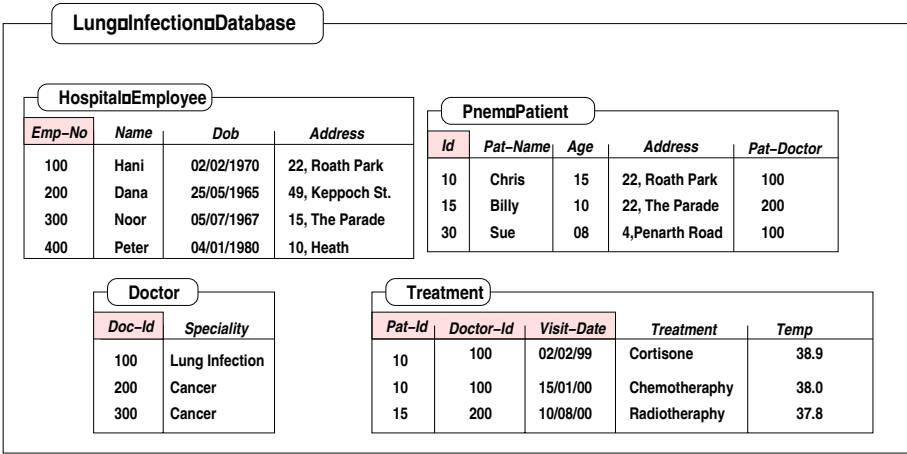 Lung¤Infection¤Database
Hospital¤Employee
Emp–No Name Dob Address
100 Hani 02/02/1970 22, Roath Park
200 Dana 25/05/1965 49, Keppoch St.
300 Noor 05/07/1967 15, The Parade
400 Peter 04/01/1980 10, Heath
Pnem¤Patient
Id Pat–Name Age Address Pat–Doctor
10 Chris 15 22, Roath Park 100
15 Billy 10 22, The Parade 200
30 Sue 08 4,Penarth Road 100
Doctor
Doc–Id Speciality
100 Lung Infection
200 Cancer
300 Cancer
Treatment
Pat–Id Doctor–Id Visit–Date Treatment Temp
10 100 02/02/99 Cortisone 38.9
10 100 15/01/00 Chemotheraphy 38.0
15 200 10/08/00 Radiotheraphy 37.8